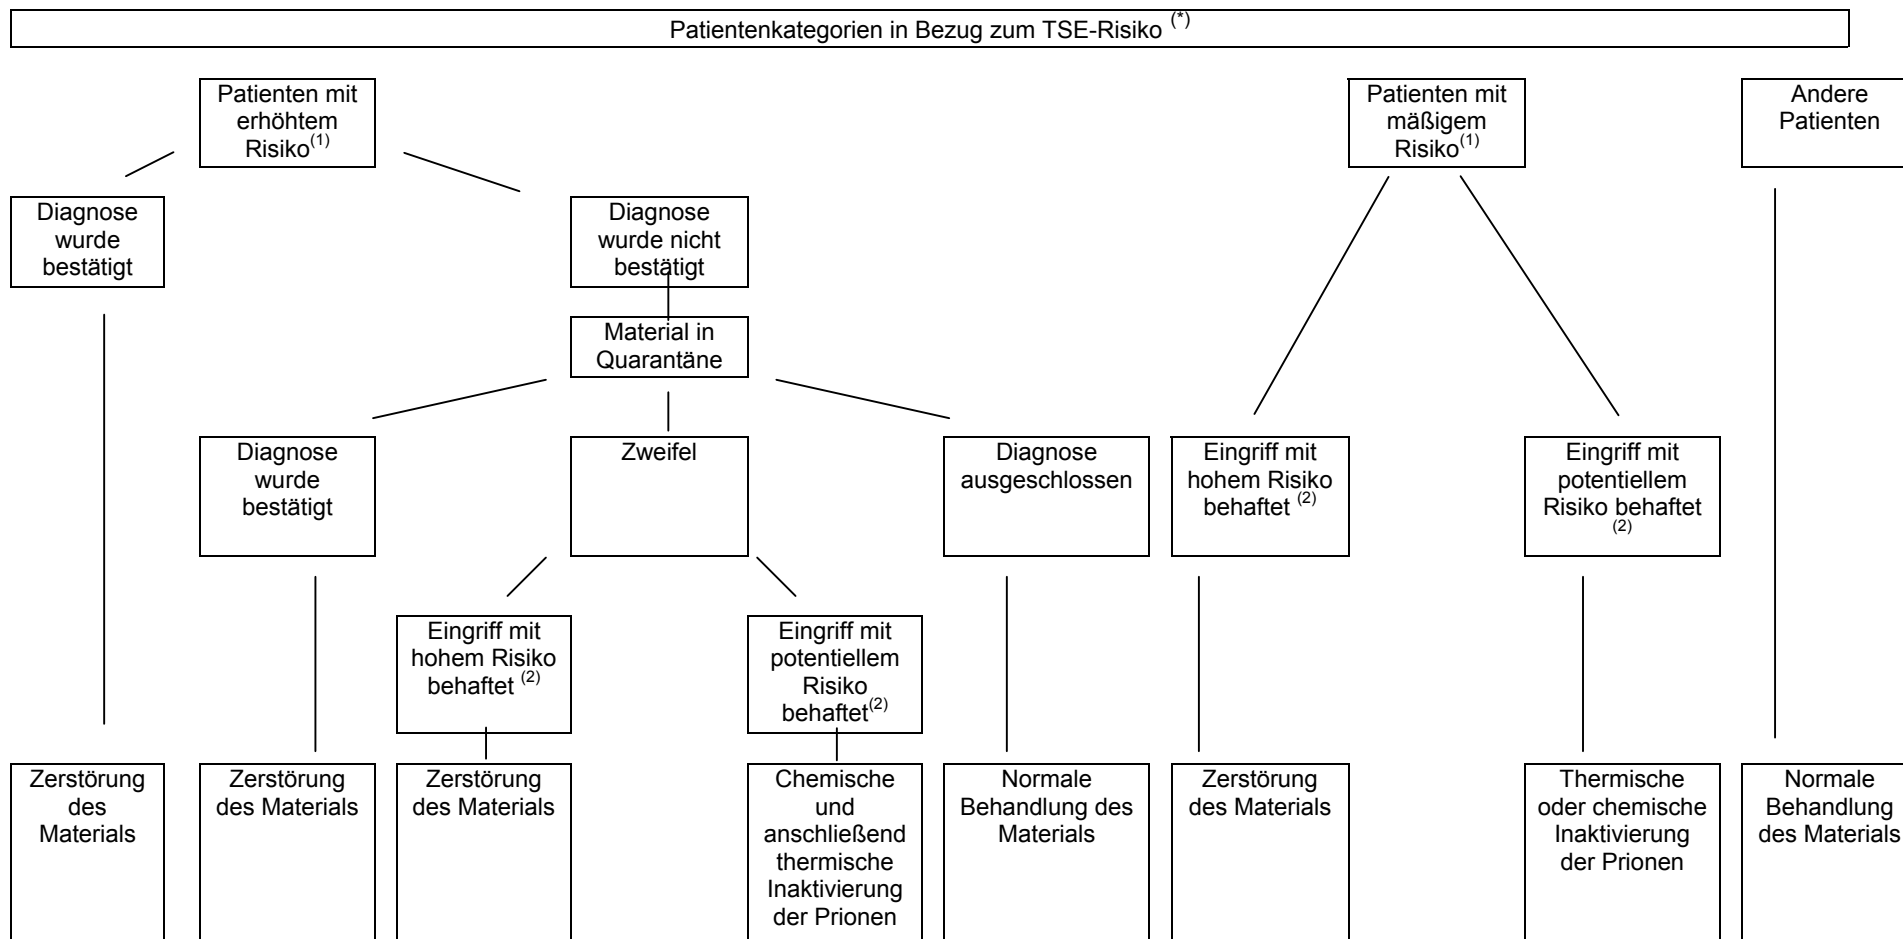 Patientenkategorien in Bezug zum TSE-Risiko (*)
Patienten mit
erhöhtem
Risiko(1)
Patienten mit
mäßigem
Risiko(1)
Andere
Patienten
Diagnose
wurde
bestätigt
Diagnose
wurde nicht
bestätigt
Material in
Quarantäne
Diagnose
wurde
bestätigt
Zweifel
Diagnose
ausgeschlossen
Eingriff mit
hohem Risiko
behaftet (2)
Eingriff mit
potentiellem
Risiko behaftet
(2)
Eingriff mit
hohem Risiko
behaftet (2)
Eingriff mit
potentiellem
Risiko
behaftet(2)
Zerstörung
des
Materials
Zerstörung
des Materials
Zerstörung
des Materials
Chemische
und
anschließend
thermische
Inaktivierung
der Prionen
Normale
Behandlung des
Materials
Zerstörung
des Materials
Thermische
oder chemische
Inaktivierung
der Prionen
Normale
Behandlung
des Materials